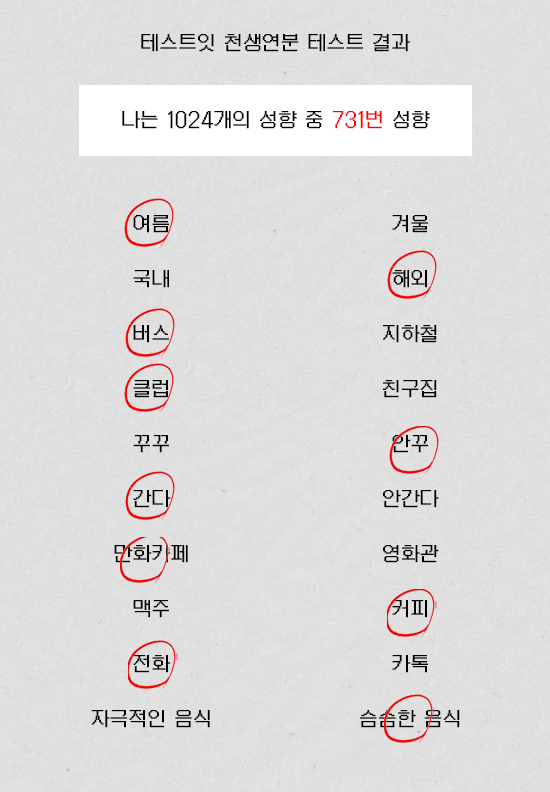 테스트잇 천생연분 테스트 결과
나는 1024개의 성향 중 731번 성향
여름 겨울
국내 해외
버스 지하철
클럽 친구집
꾸꾸 안꾸
간다 안간다
만화카페 영화관
맥주 커피
전화 카톡
자극적인 음식 슴슴한 음식